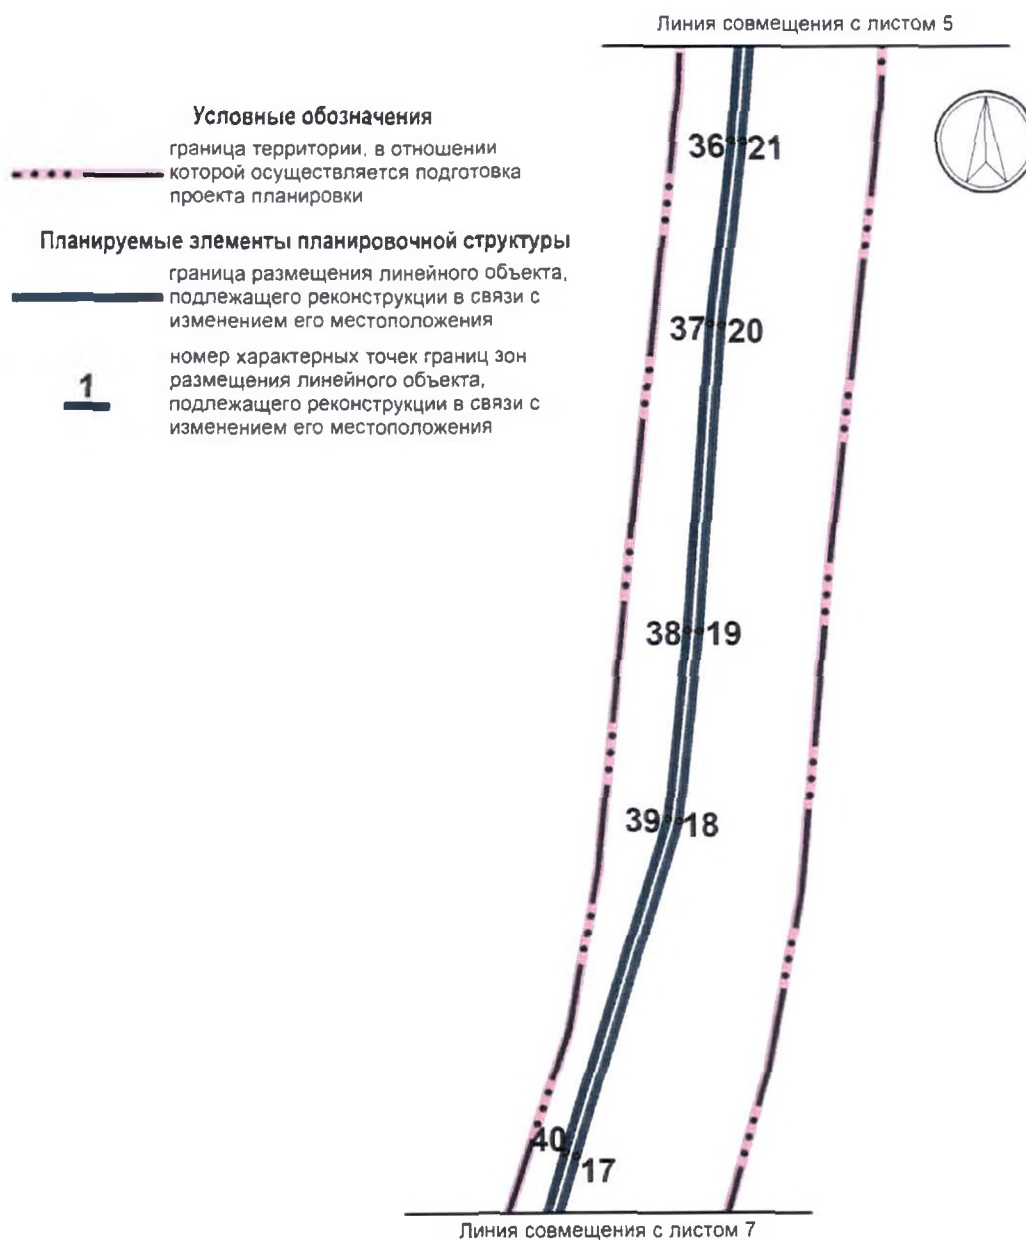 Линия совмещения с листом 5
Условные обозначения
граница территории, в отношении
которой осуществляется подготовка
проекта планировки
Планируемые элементы планировочной структуры
граница размещения линейного объекта,
подлежащего реконструкции в связи с
изменением его местоположения
1
номер характерных точек границ зон
размещения линейного объекта,
подлежащего реконструкции в связи с
изменением его местоположения
36 21
37 20
38 19
39 18
40 17
Линия совмещения с листом 7